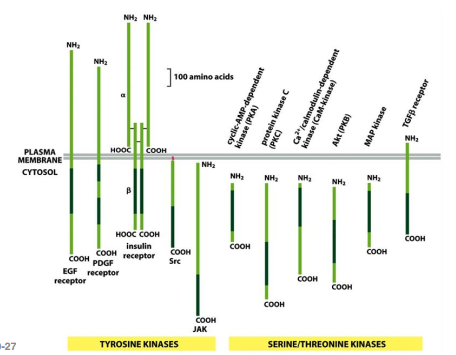 NH₂ NH₂
NH₂
NH₂
100 amino acids
α
cyclic-AMP-dependent
kinase (PKA)
protein kinase C
(PKC)
Ca²⁺/calmodulin-dependent
kinase (CaM-kinase)
Akt (PKB)
MAP kinase
TGFβ receptor
NH₂
HOOC COOH
PLASMA
MEMBRANE
CYTOSOL
NH₂
NH₂ NH₂ NH₂ NH₂ NH₂
β
HOOC COOH
insulin
receptor
COOH
Src
COOH
COOH
COOH
COOH
EGF
receptor
PDGF
receptor
COOH
COOH
COOH
COOH
JAK
TYROSINE KINASES
SERINE/THREONINE KINASES
-27